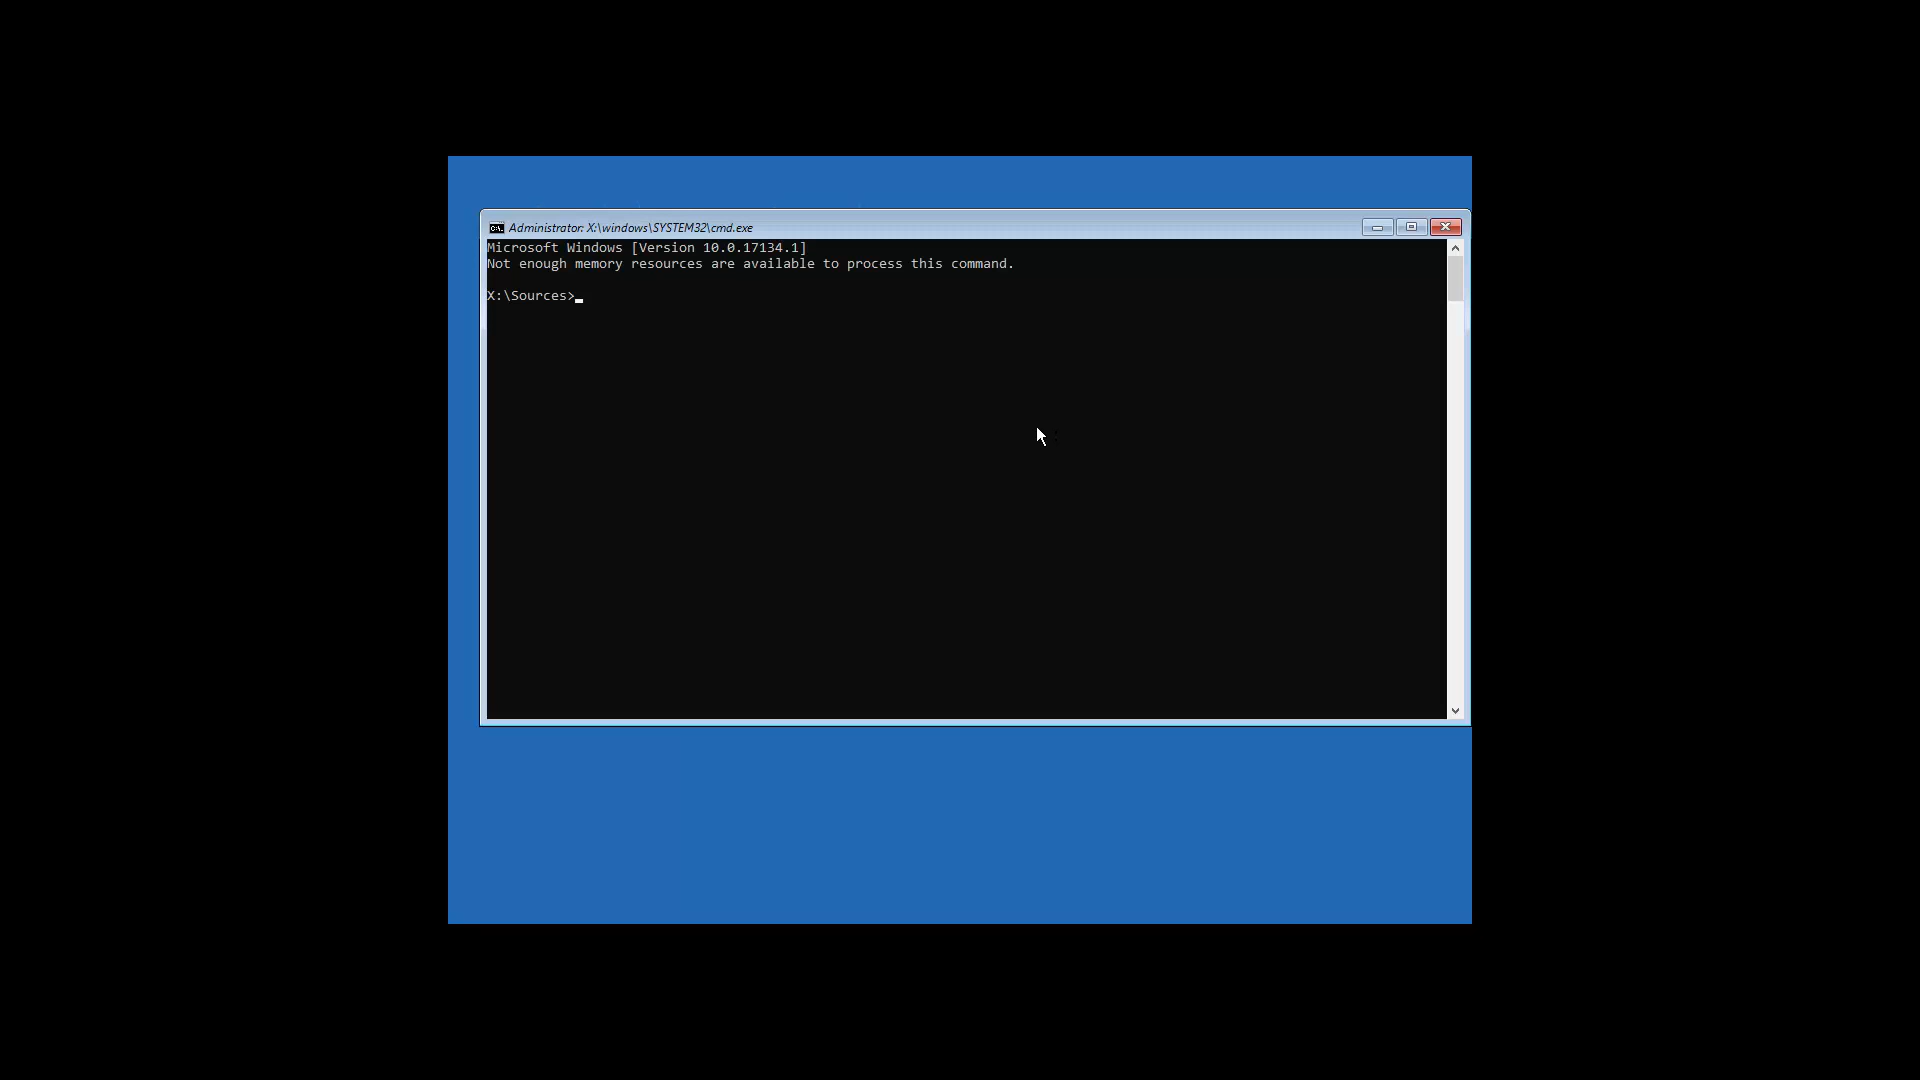 Administrator: X:\windows\SYSTEM32\cmd.exe
Microsoft Windows [Version 10.0.17134.1]
Not enough memory resources are available to process this command.
X:\Sources>